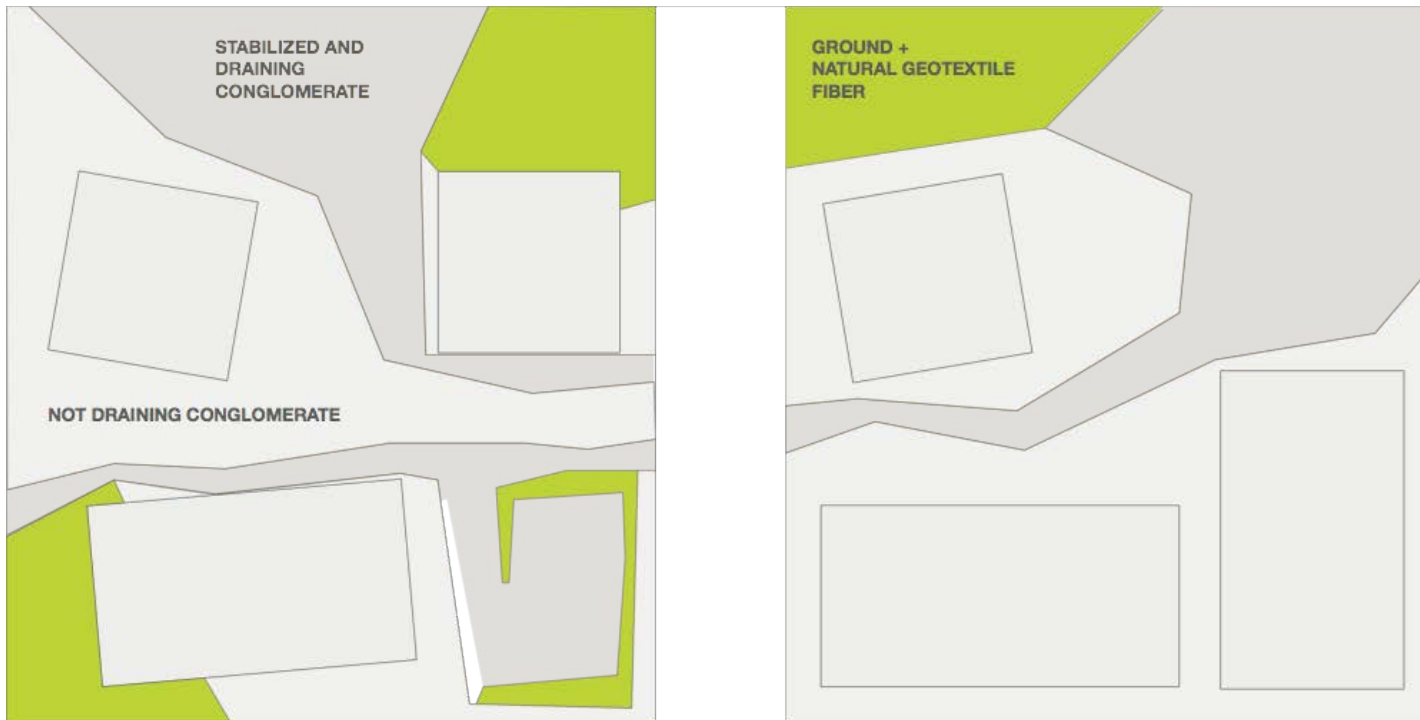 STABILIZED AND
DRAINING
CONGLOMERATE
NOT DRAINING CONGLOMERATE
GROUND +
NATURAL GEOTEXTILE
FIBER